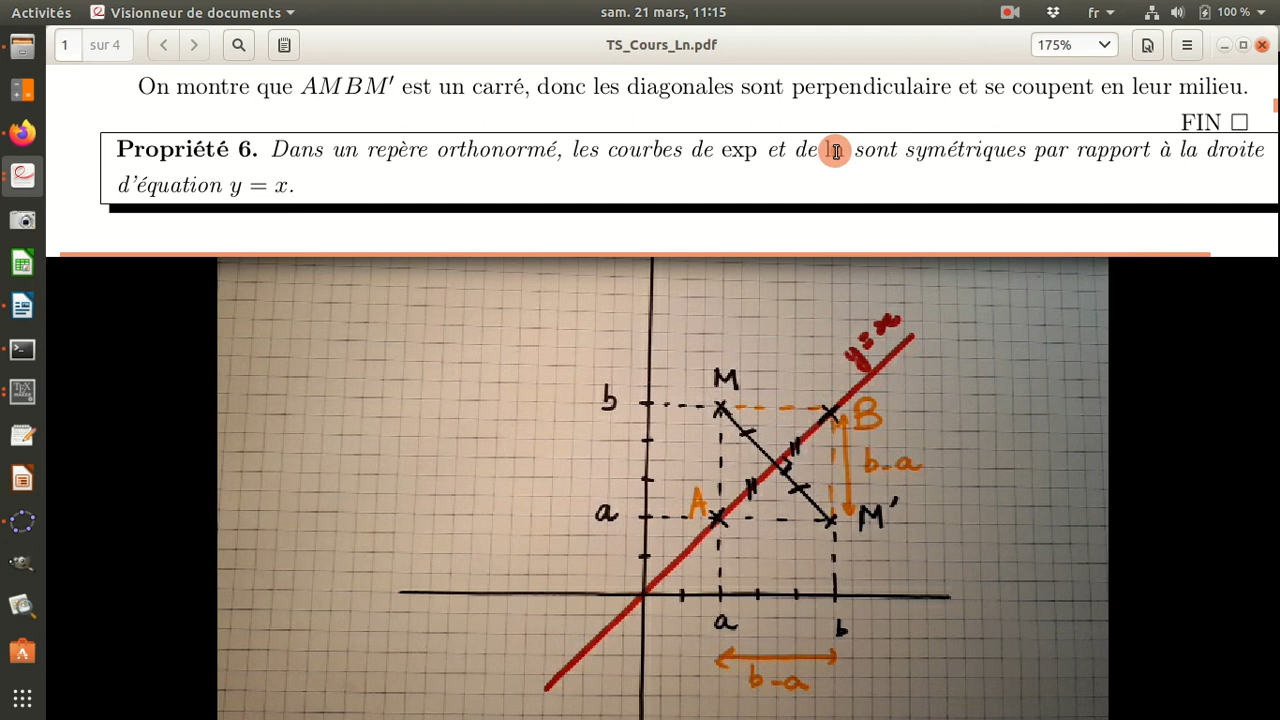 Activités
Visionneur de documents
sam. 21 mars, 11:15
fr
100 %
1
sur 4
TS_Cours_Ln.pdf
175%
On montre que AMBM′ est un carré, donc les diagonales sont perpendiculaire et se coupent en leur milieu.
FIN □
Propriété 6. Dans un repère orthonormé, les courbes de exp et de ln sont symétriques par rapport à la droite
d'équation y = x.
y=x
M
b
B
b-a
A
a
M'
a
b
b-a